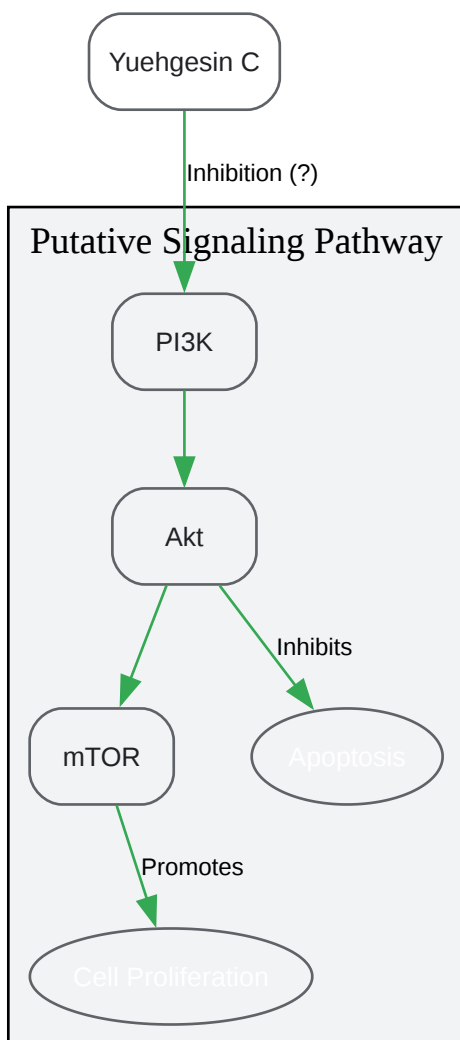 Yuehgesin C
Inhibition (?)
Putative Signaling Pathway
PI3K
Akt
Inhibits
mTOR
Apoptosis
Promotes
Cell Proliferation